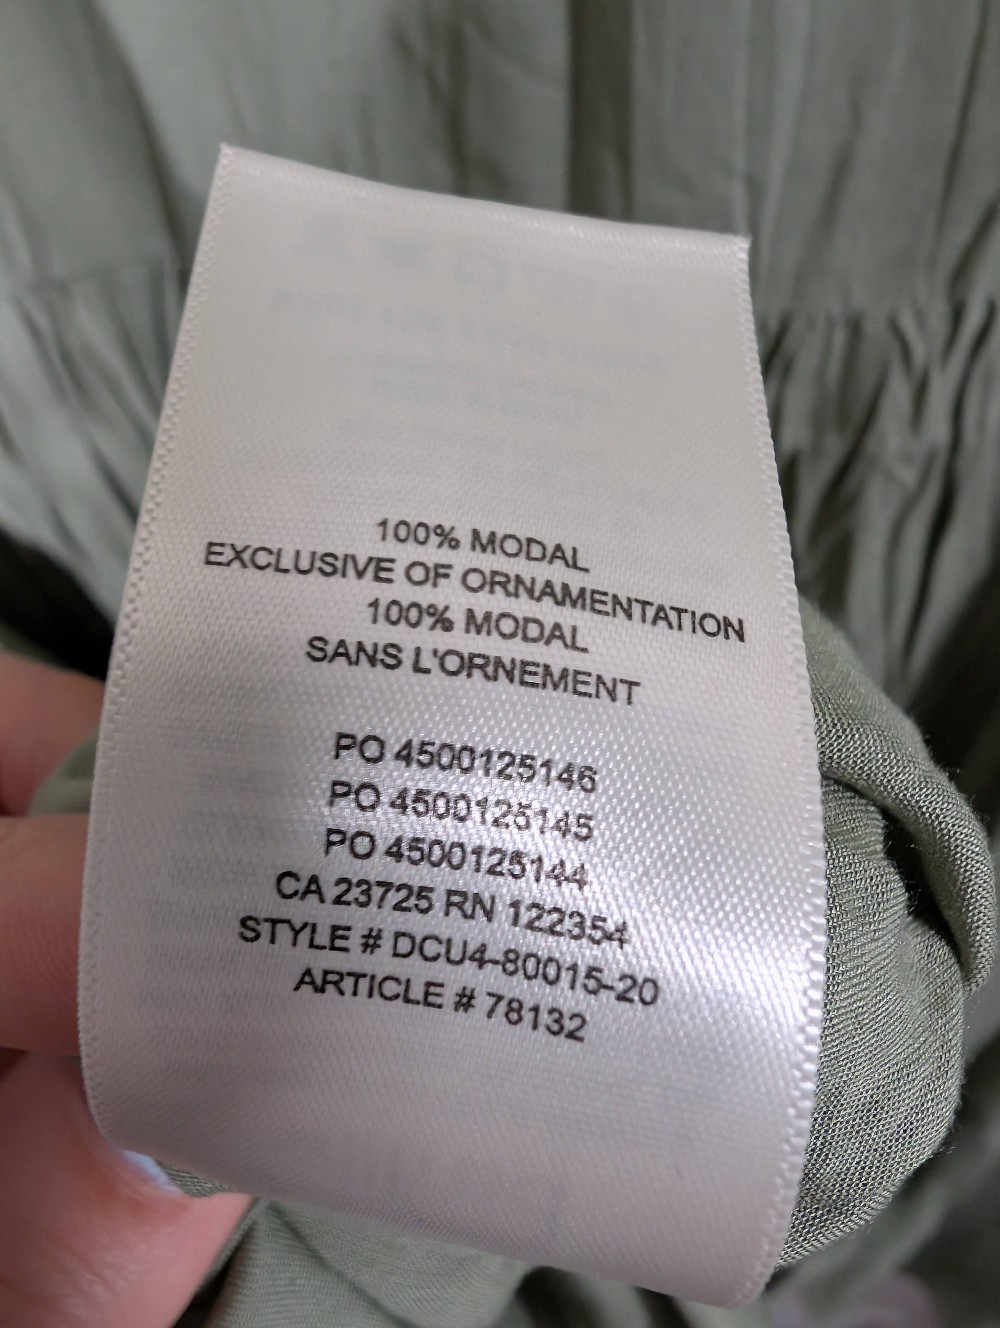 100% MODAL
EXCLUSIVE OF ORNAMENTATION
100% MODAL
SANS L'ORNEMENT
PO 4500125146
PO 4500125145
PO 4500125144
CA 23725 RN 122354
STYLE # DCU4-80015-20
ARTICLE # 78132